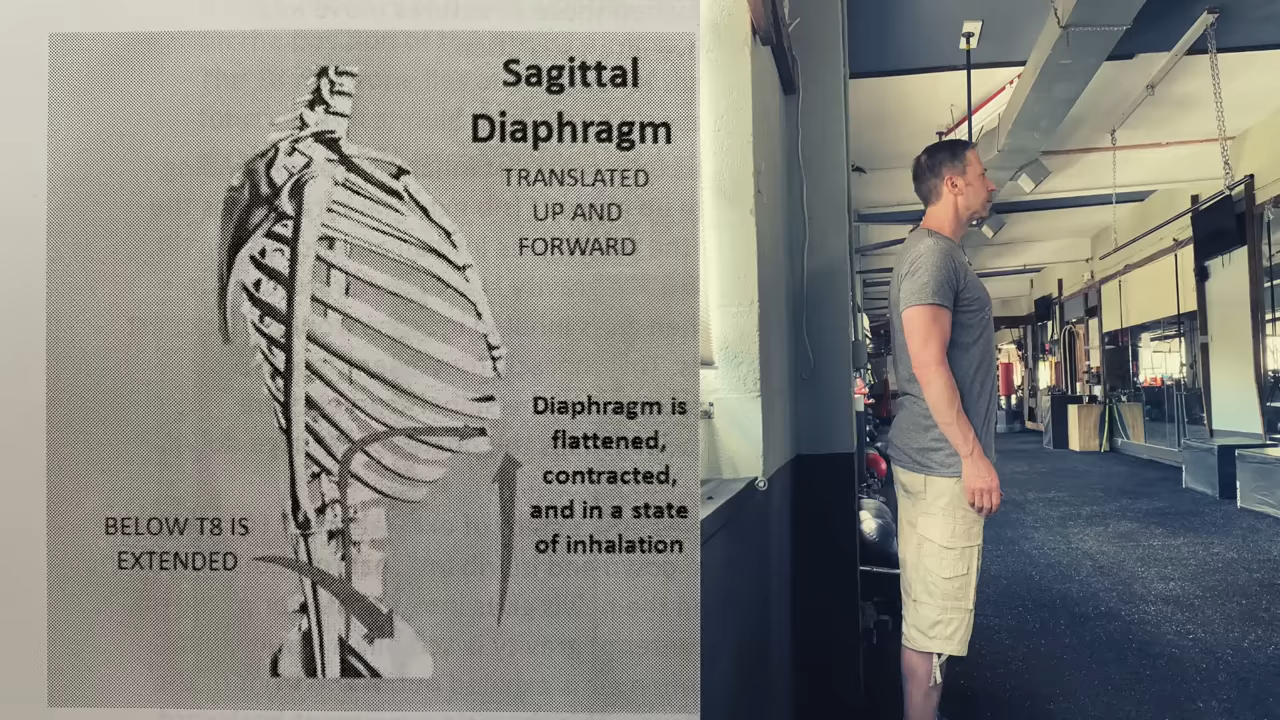 Sagittal
Diaphragm
TRANSLATED
UP AND
FORWARD
Diaphragm is
flattened,
contracted,
and in a state
of inhalation
BELOW T8 IS
EXTENDED